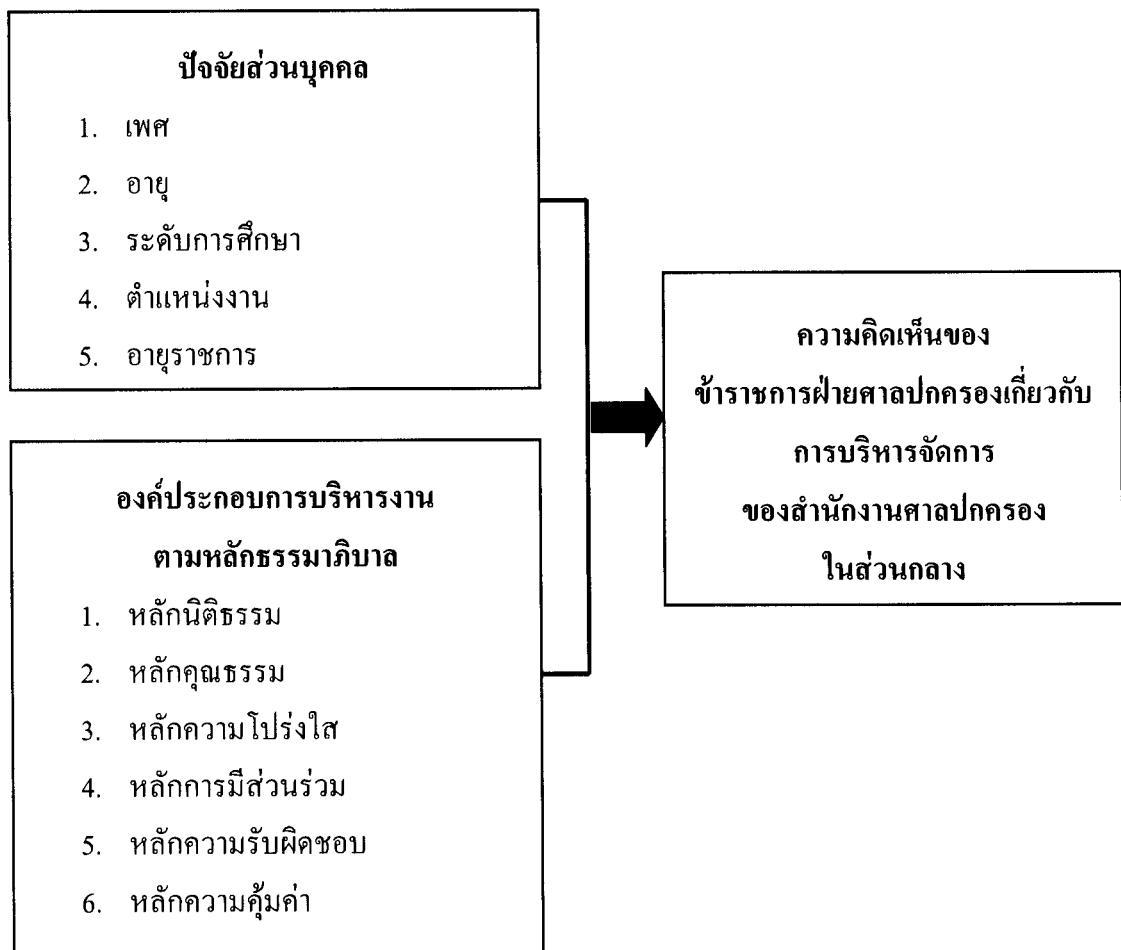 ปัจจัยส่วนบุคคล
1. เพศ
2. อายุ
3. ระดับการศึกษา
4. ตำแหน่งงาน
5. อายุราชการ
องค์ประกอบการบริหารงาน
ตามหลักธรรมาภิบาล
1. หลักนิติธรรม
2. หลักคุณธรรม
3. หลักความโปร่งใส
4. หลักการมีส่วนร่วม
5. หลักความรับผิดชอบ
6. หลักความคุ้มค่า
ความคิดเห็นของ
ข้าราชการฝ่ายศาลปกครองเกี่ยวกับ
การบริหารจัดการ
ของสำนักงานศาลปกครอง
ในส่วนกลาง